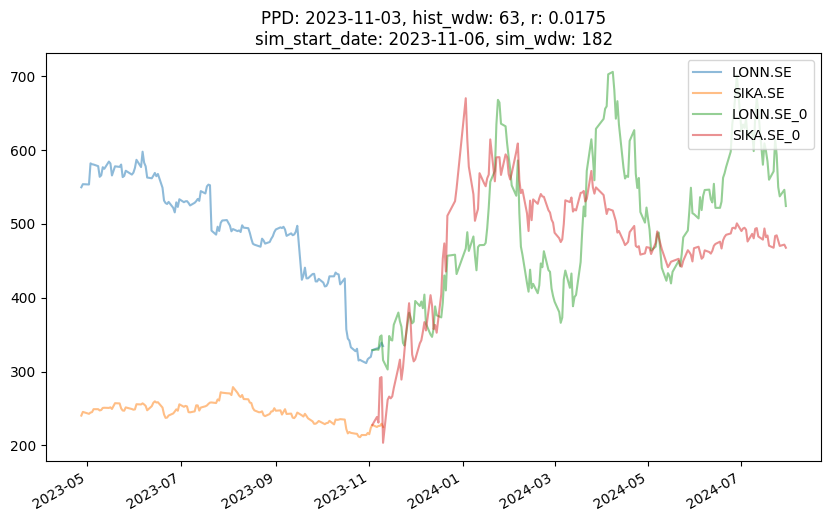 PPD: 2023-11-03, hist_wdw: 63, r: 0.0175
sim_start_date: 2023-11-06, sim_wdw: 182
LONN.SE
SIKA.SE
LONN.SE_0
SIKA.SE_0
700
600
500
400
300
200
2023-05
2023-07
2023-09
2023-11
2024-01
2024-03
2024-05
2024-07